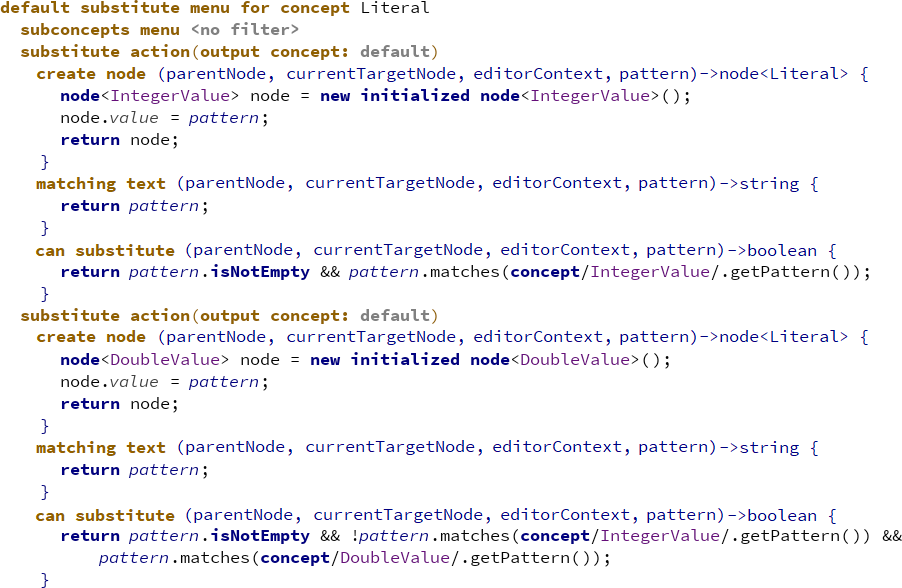 default substitute menu for concept Literal
subconcepts menu <no filter>
substitute action(output concept: default)
create node (parentNode, currentTargetNode, editorContext, pattern)->node<Literal> {
node<IntegerValue> node = new initialized node<IntegerValue>();
node.value = pattern;
return node;
}
matching text (parentNode, currentTargetNode, editorContext, pattern)->string {
return pattern;
}
can substitute (parentNode, currentTargetNode, editorContext, pattern)->boolean {
return pattern.isNotEmpty && pattern.matches(concept/IntegerValue/.getPattern());
}
substitute action(output concept: default)
create node (parentNode, currentTargetNode, editorContext, pattern)->node<Literal> {
node<DoubleValue> node = new initialized node<DoubleValue>();
node.value = pattern;
return node;
}
matching text (parentNode, currentTargetNode, editorContext, pattern)->string {
return pattern;
}
can substitute (parentNode, currentTargetNode, editorContext, pattern)->boolean {
return pattern.isNotEmpty && !pattern.matches(concept/IntegerValue/.getPattern()) &&
pattern.matches(concept/DoubleValue/.getPattern());
}